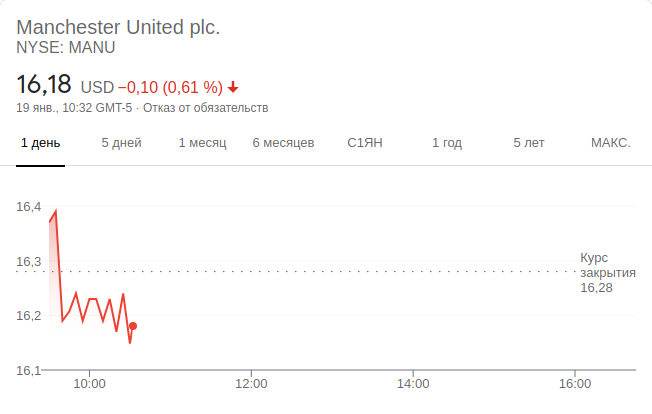 Manchester United plc.
NYSE: MANU
16,18 USD −0,10 (0,61 %)
19 янв., 10:32 GMT-5 · Отказ от обязательств
1 день 5 дней 1 месяц 6 месяцев С1ЯН 1 год 5 лет МАКС.
16,4
16,3
Курс
закрытия
16,28
16,2
16,1
10:00 12:00 14:00 16:00